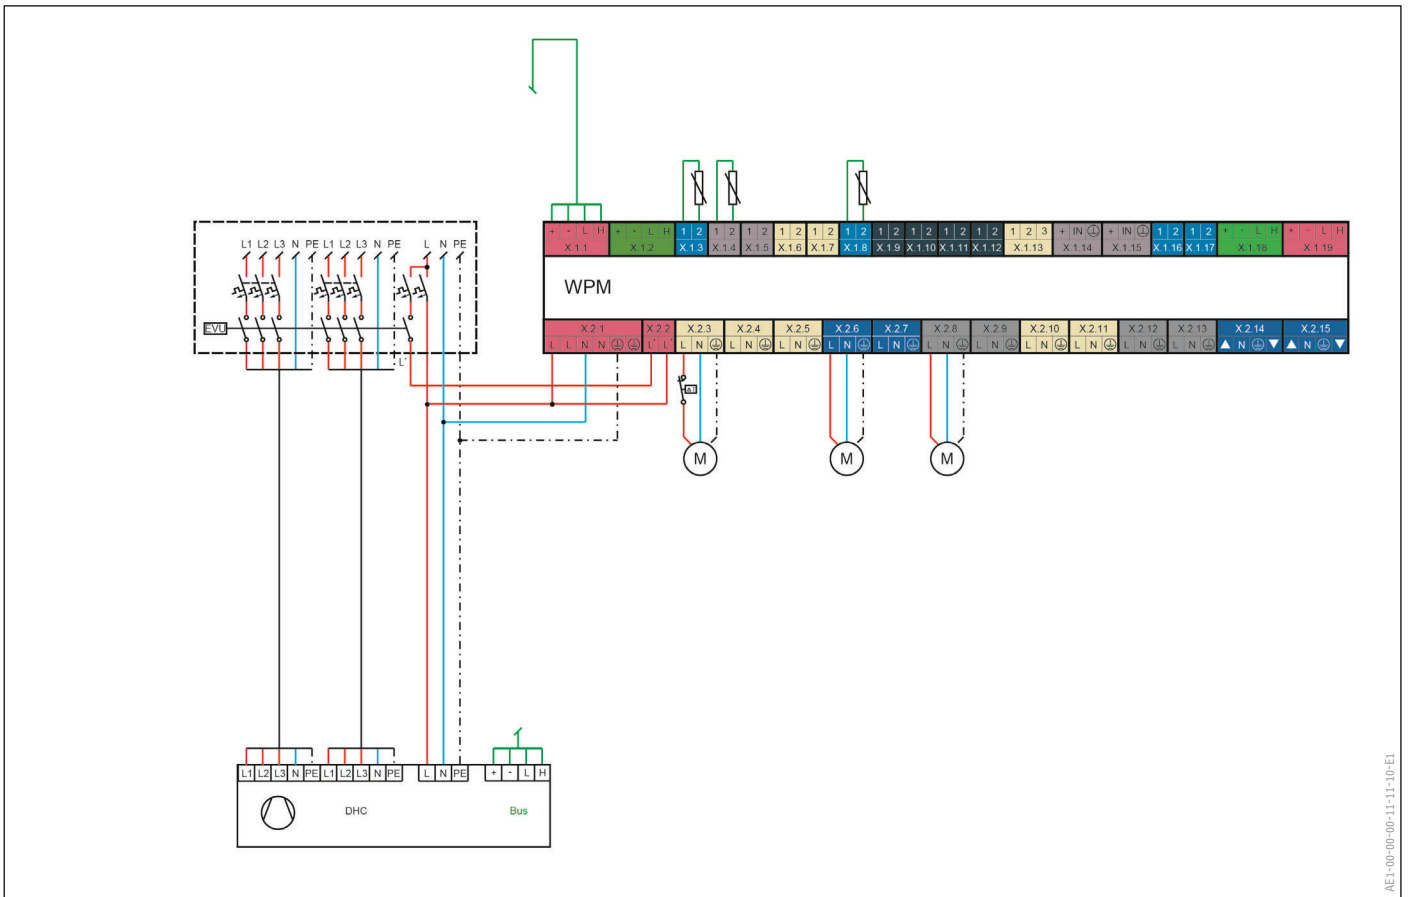 L1 L2 L3 N PE L1 L2 L3 N PE L N PE
EVU
L'
+ - L H + - L H 1 2 1 2 1 2 1 2 1 2 1 2 1 2 1 2 1 2 1 2 1 2 3 + IN + IN 1 2 1 2 + - L H + - L H
X.1.1 X.1.2 X.1.3 X.1.4 X.1.5 X.1.6 X.1.7 X.1.8 X.1.9 X.1.10 X.1.11 X.1.12 X.1.13 X.1.14 X.1.15 X.1.16 X.1.17 X.1.18 X.1.19
WPM
X.2.1 X.2.2 X.2.3 X.2.4 X.2.5 X.2.6 X.2.7 X.2.8 X.2.9 X.2.10 X.2.11 X.2.12 X.2.13 X.2.14 X.2.15
L L N N L' L' L N L N L N L N L N L N L N L N L N L N L N ▲ N ▼ ▲ N ▼
M M M
L1 L2 L3 N PE L1 L2 L3 N PE L N PE + - L H
DHC Bus
AE1-00-00-00-11-11-10-E1